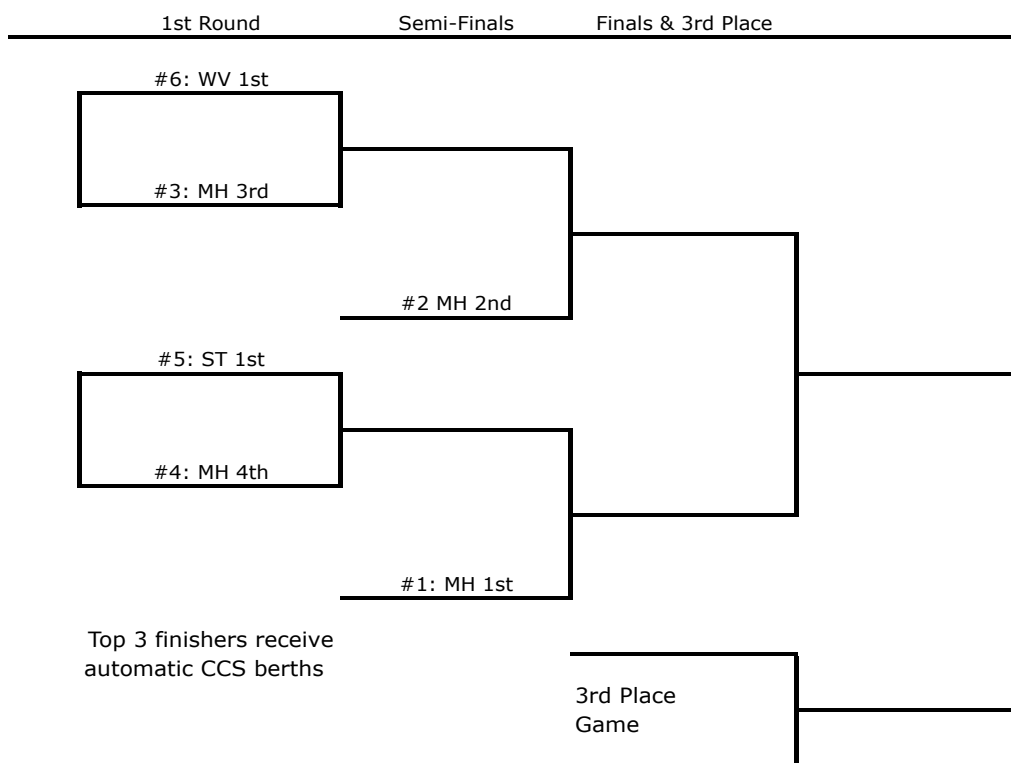 1st Round Semi-Finals Finals & 3rd Place
#6: WV 1st
#3: MH 3rd
#2 MH 2nd
#5: ST 1st
#4: MH 4th
#1: MH 1st
Top 3 finishers receive
automatic CCS berths
3rd Place
Game